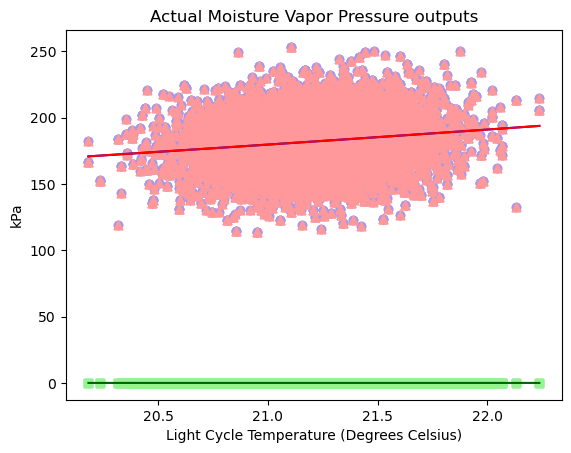 Actual Moisture Vapor Pressure outputs
250
200
150
100
50
0
kPa
20.5 21.0 21.5 22.0
Light Cycle Temperature (Degrees Celsius)